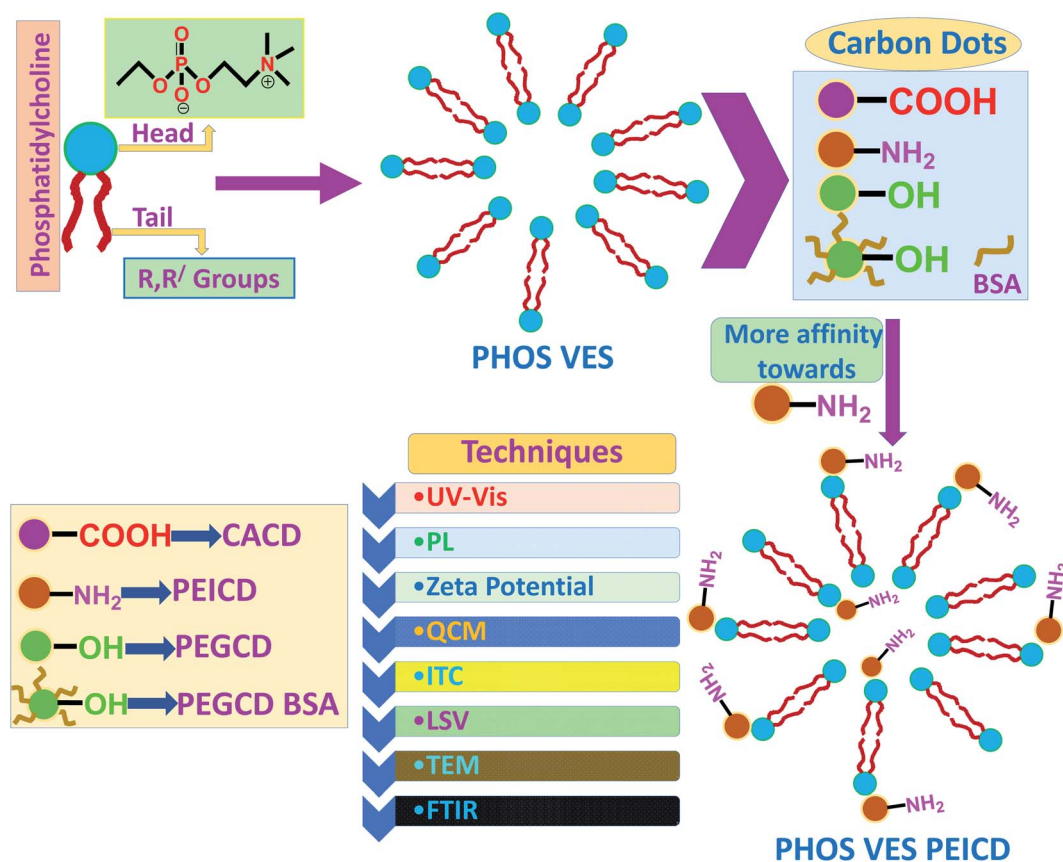 Phosphatidylcholine
O
P
O
O
O
⊖
N
⊕
Head
Tail
R,R/ Groups
PHOS VES
Carbon Dots
COOH
NH2
OH
OH
BSA
More affinity
towards
NH2
Techniques
•UV-Vis
•PL
•Zeta Potential
•QCM
•ITC
•LSV
•TEM
•FTIR
COOH CACD
NH2 PEICD
OH PEGCD
OH PEGCD BSA
NH2
NH2
NH2
NH2
NH2
NH2
NH2
NH2
PHOS VES PEICD